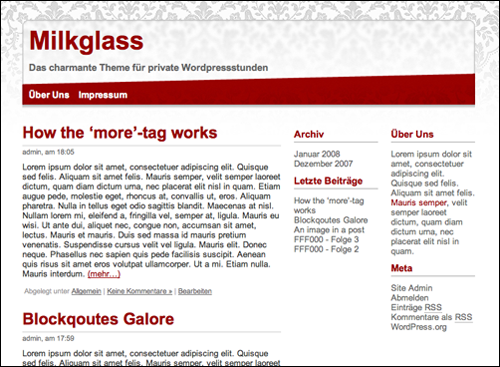 Milkglass
Das charmante Theme für private Wordpressstunden
Über Uns Impressum
How the ‘more’-tag works
admin, am 18:05
Lorem ipsum dolor sit amet, consectetuer adipiscing elit. Quisque
sed felis. Aliquam sit amet felis. Mauris semper, velit semper laoreet
dictum, quam diam dictum urna, nec placerat elit nisl in quam. Etiam
augue pede, molestie eget, rhoncus at, convallis ut, eros. Aliquam
pharetra. Nulla in tellus eget odio sagittis blandit. Maecenas at nisl.
Nullam lorem mi, eleifend a, fringilla vel, semper at, ligula. Mauris eu
wisi. Ut ante dui, aliquet nec, congue non, accumsan sit amet,
lectus. Mauris et mauris. Duis sed massa id mauris pretium
venenatis. Suspendisse cursus velit vel ligula. Mauris elit. Donec
neque. Phasellus nec sapien quis pede facilisis suscipit. Aenean
quis risus sit amet eros volutpat ullamcorper. Ut a mi. Etiam nulla.
Mauris interdum. (mehr…)
Abgelegt unter Allgemein | Keine Kommentare » | Bearbeiten
Blockqoutes Galore
admin, am 17:59
Lorem ipsum dolor sit amet, consectetuer adipiscing elit. Quisque
sed felis. Aliquam sit amet felis. Mauris semper, velit semper laoreet
Archiv
Januar 2008
Dezember 2007
Letzte Beiträge
How the ‘more’-tag
works
Blockqoutes Galore
An image in a post
FFF000 - Folge 3
FFF000 - Folge 2
Über Uns
Lorem ipsum dolor sit
amet, consectetuer
adipiscing elit. Quisque
sed felis. Aliquam sit
amet felis. Aliquam sit
amet felis.
Mauris semper, velit
semper laoreet
dictum, quam diam
dictum urna, nec
placerat elit nisl in
quam.
Meta
Site Admin
Abmelden
Einträge RSS
Kommentare als RSS
WordPress.org